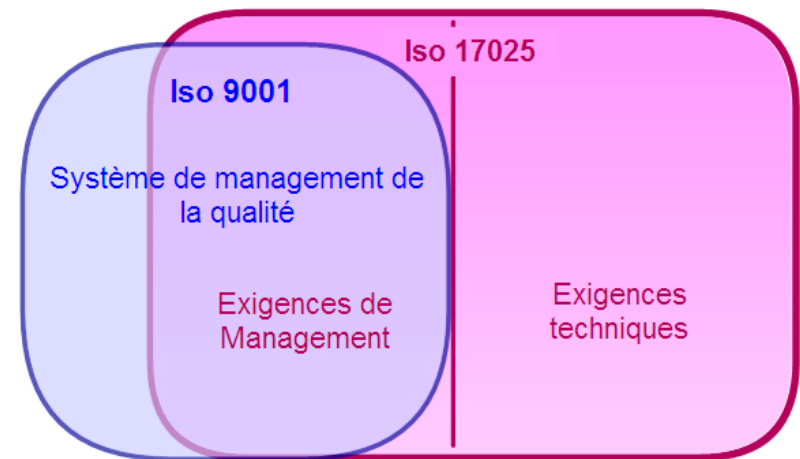 Iso 17025
Iso 9001
Système de management de
la qualité
Exigences de
Management
Exigences
techniques